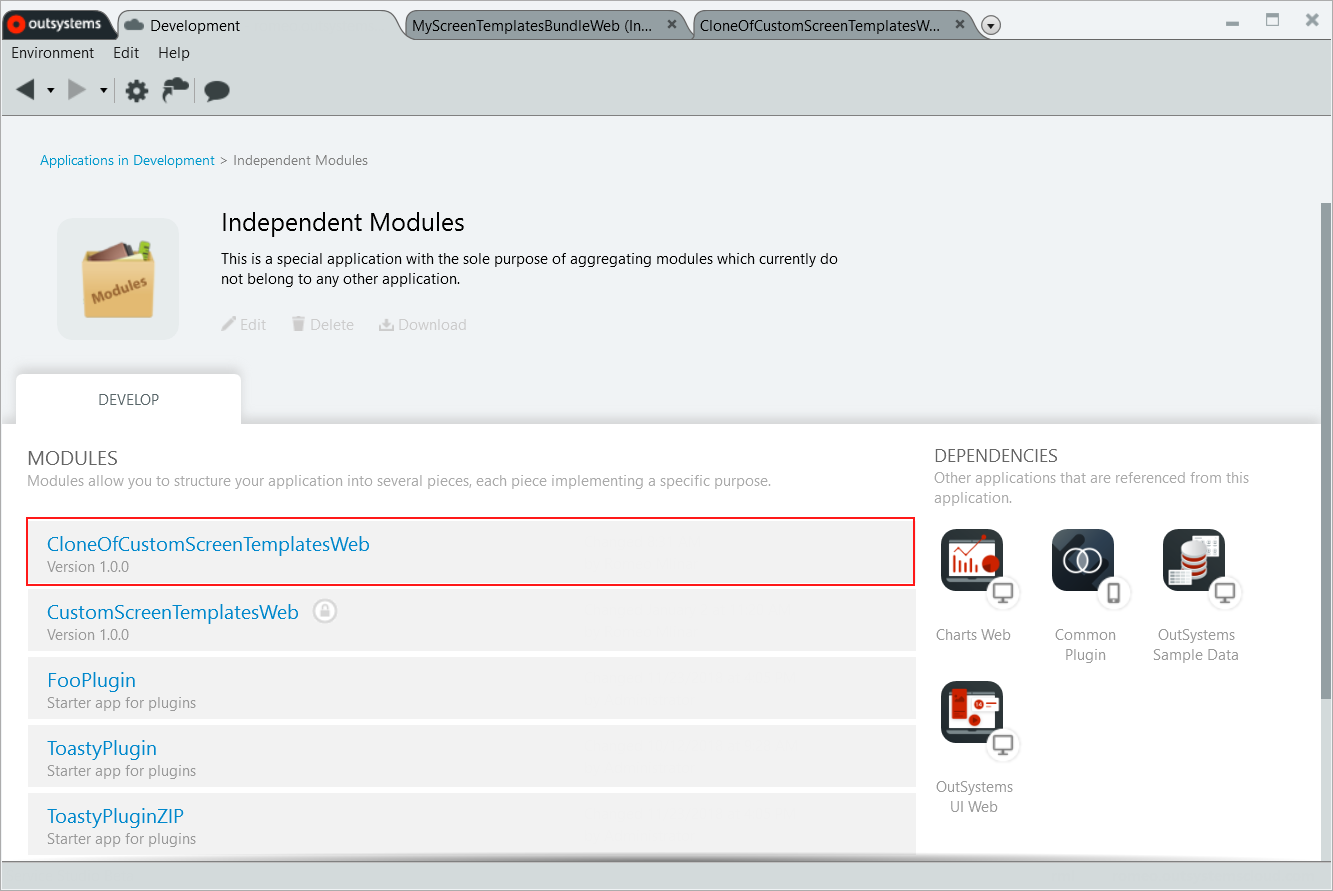 outsystems
Development
MyScreenTemplatesBundleWeb (In...
CloneOfCustomScreenTemplatesW...
Environment Edit Help
Applications in Development > Independent Modules
Modules
Independent Modules
This is a special application with the sole purpose of aggregating modules which currently do
not belong to any other application.
Edit Delete Download
DEVELOP
MODULES
Modules allow you to structure your application into several pieces, each piece implementing a specific purpose.
CloneOfCustomScreenTemplatesWeb
Version 1.0.0
CustomScreenTemplatesWeb
Version 1.0.0
FooPlugin
Starter app for plugins
ToastyPlugin
Starter app for plugins
ToastyPluginZIP
Starter app for plugins
DEPENDENCIES
Other applications that are referenced from this
application.
Charts Web
Common
Plugin
OutSystems
Sample Data
OutSystems
UI Web